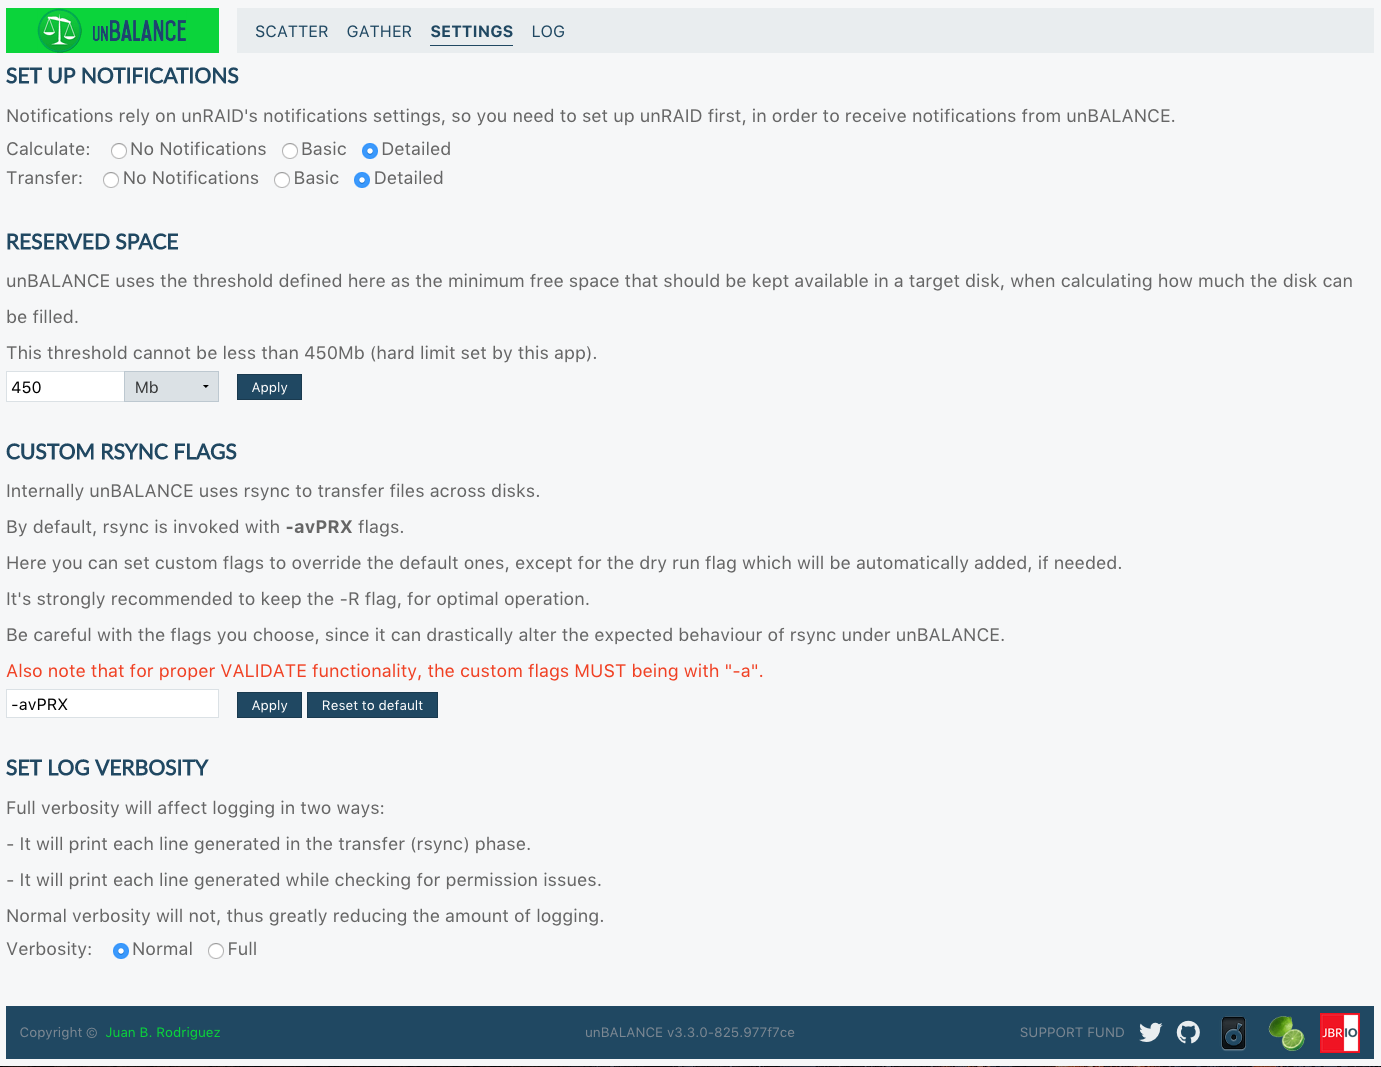 unBALANCE SCATTER GATHER SETTINGS LOG
SET UP NOTIFICATIONS
Notifications rely on unRAID's notifications settings, so you need to set up unRAID first, in order to receive notifications from unBALANCE.
Calculate: No Notifications Basic Detailed
Transfer: No Notifications Basic Detailed
RESERVED SPACE
unBALANCE uses the threshold defined here as the minimum free space that should be kept available in a target disk, when calculating how much the disk can
be filled.
This threshold cannot be less than 450Mb (hard limit set by this app).
450 Mb Apply
CUSTOM RSYNC FLAGS
Internally unBALANCE uses rsync to transfer files across disks.
By default, rsync is invoked with -avPRX flags.
Here you can set custom flags to override the default ones, except for the dry run flag which will be automatically added, if needed.
It's strongly recommended to keep the -R flag, for optimal operation.
Be careful with the flags you choose, since it can drastically alter the expected behaviour of rsync under unBALANCE.
Also note that for proper VALIDATE functionality, the custom flags MUST being with "-a".
-avPRX Apply Reset to default
SET LOG VERBOSITY
Full verbosity will affect logging in two ways:
- It will print each line generated in the transfer (rsync) phase.
- It will print each line generated while checking for permission issues.
Normal verbosity will not, thus greatly reducing the amount of logging.
Verbosity: Normal Full
Copyright © Juan B. Rodriguez unBALANCE v3.3.0-825.977f7ce SUPPORT FUND JBRIO